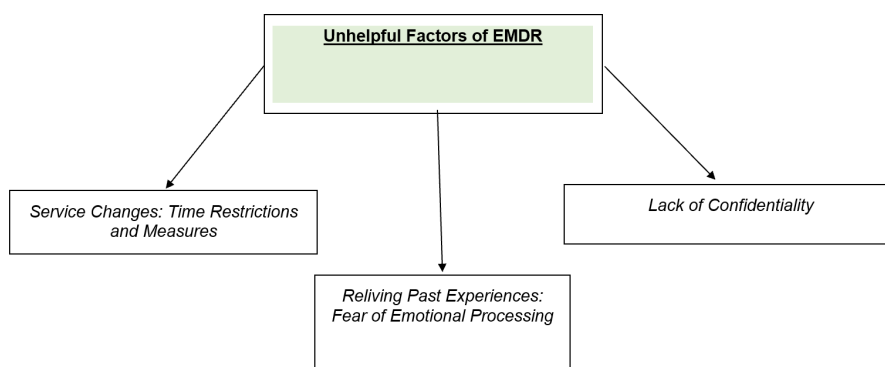 Unhelpful Factors of EMDR
Service Changes: Time Restrictions
and Measures
Lack of Confidentiality
Reliving Past Experiences:
Fear of Emotional Processing